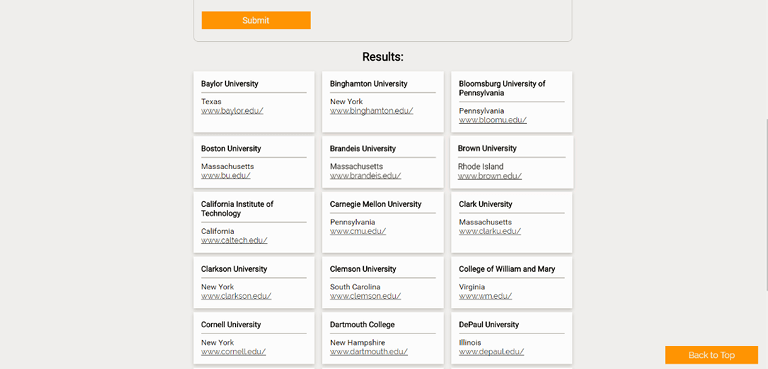 Submit
Results:
Baylor University
Texas
www.baylor.edu/
Binghamton University
New York
www.binghamton.edu/
Bloomsburg University of
Pennsylvania
Pennsylvania
www.bloomu.edu/
Boston University
Massachusetts
www.bu.edu/
Brandeis University
Massachusetts
www.brandeis.edu/
Brown University
Rhode Island
www.brown.edu/
California Institute of
Technology
California
www.caltech.edu/
Carnegie Mellon University
Pennsylvania
www.cmu.edu/
Clark University
Massachusetts
www.clarku.edu/
Clarkson University
New York
www.clarkson.edu/
Clemson University
South Carolina
www.clemson.edu/
College of William and Mary
Virginia
www.wm.edu/
Cornell University
New York
www.cornell.edu/
Dartmouth College
New Hampshire
www.dartmouth.edu/
DePaul University
Illinois
www.depaul.edu/
Back to Top